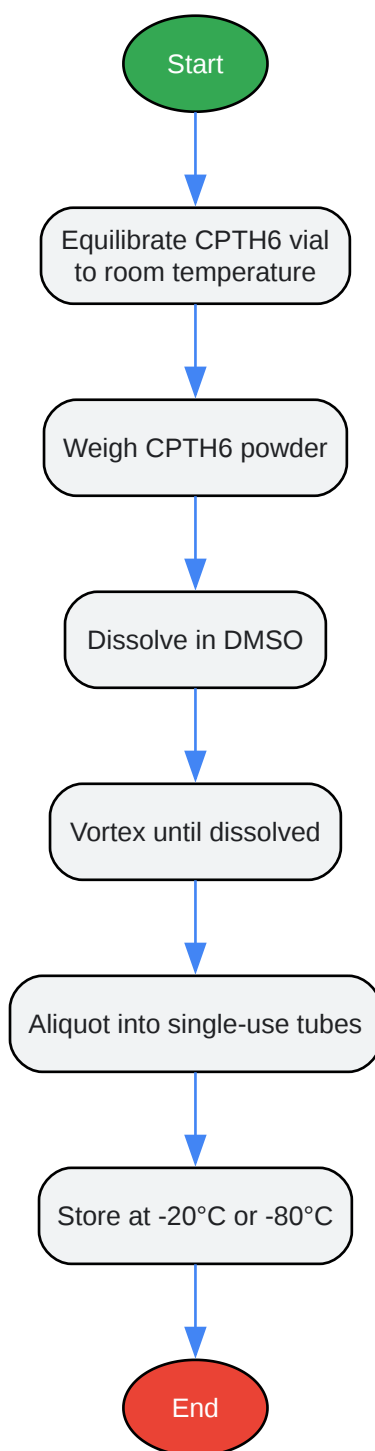 Start
Equilibrate CPTH6 vial
to room temperature
Weigh CPTH6 powder
Dissolve in DMSO
Vortex until dissolved
Aliquot into single-use tubes
Store at -20°C or -80°C
End